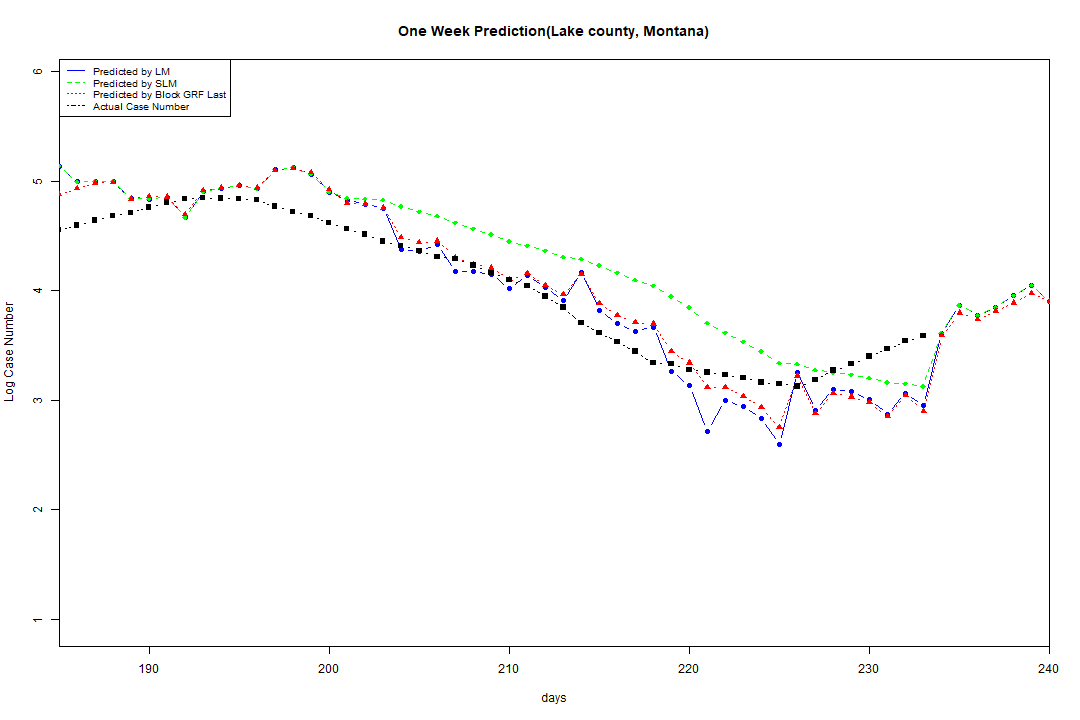 One Week Prediction(Lake county, Montana)
Predicted by LM
Predicted by SLM
Predicted by Block GRF Last
Actual Case Number
6
5
4
3
2
1
Log Case Number
190 200 210 220 230 240
days